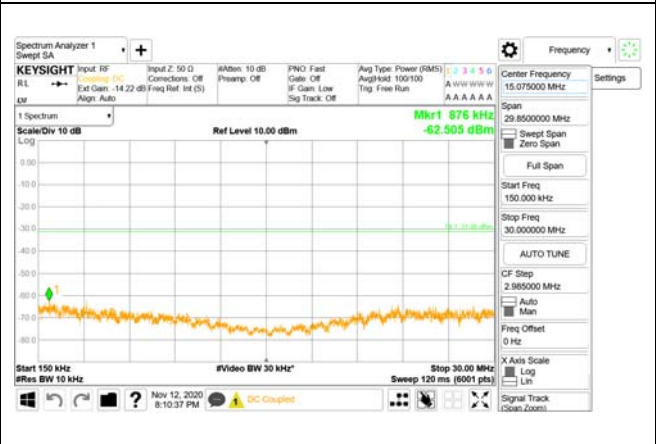 Spectrum Analyzer 1
Swept SA
Frequency
Settings
KEYSIGHT Input: RF Input Z: 50 Ω #Atten: 10 dB PNO: Fast Avg Type: Power (RMS) 1 2 3 4 5 6
RL Coupling: DC Corrections: Off Preamp: Off Gate: Off Avg|Hold: 100/100 A W W W W W
Ext Gain: -14.22 dB Freq Ref: Int (S) IF Gain: Low Trig: Free Run
Align: Auto Sig Track: Off A A A A A A
1 Spectrum
Mkr1 876 kHz
Scale/Div 10 dB Ref Level 10.00 dBm -62.505 dBm
Log
0.00
-10.0
-20.0
-30.0
-40.0
-50.0
-60.0
-70.0
-80.0
1
Start 150 kHz #Video BW 30 kHz* Stop 30.00 MHz
#Res BW 10 kHz Sweep 120 ms (6001 pts)
Nov 12, 2020
8:10:37 PM
DC Coupled
Center Frequency
15.075000 MHz
Span
29.8500000 MHz
Swept Span
Zero Span
Full Span
Start Freq
150.000 kHz
Stop Freq
30.000000 MHz
AUTO TUNE
CF Step
2.985000 MHz
Auto
Man
Freq Offset
0 Hz
X Axis Scale
Log
Lin
Signal Track
(Span Zoom)